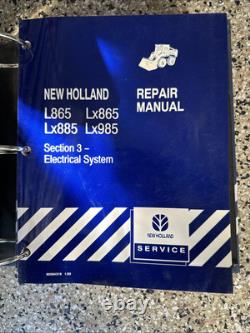 NEW HOLLAND
L865 Lx865
Lx885 Lx985
Section 3 –
Electrical System
REPAIR
MANUAL
NEW HOLLAND
SERVICE